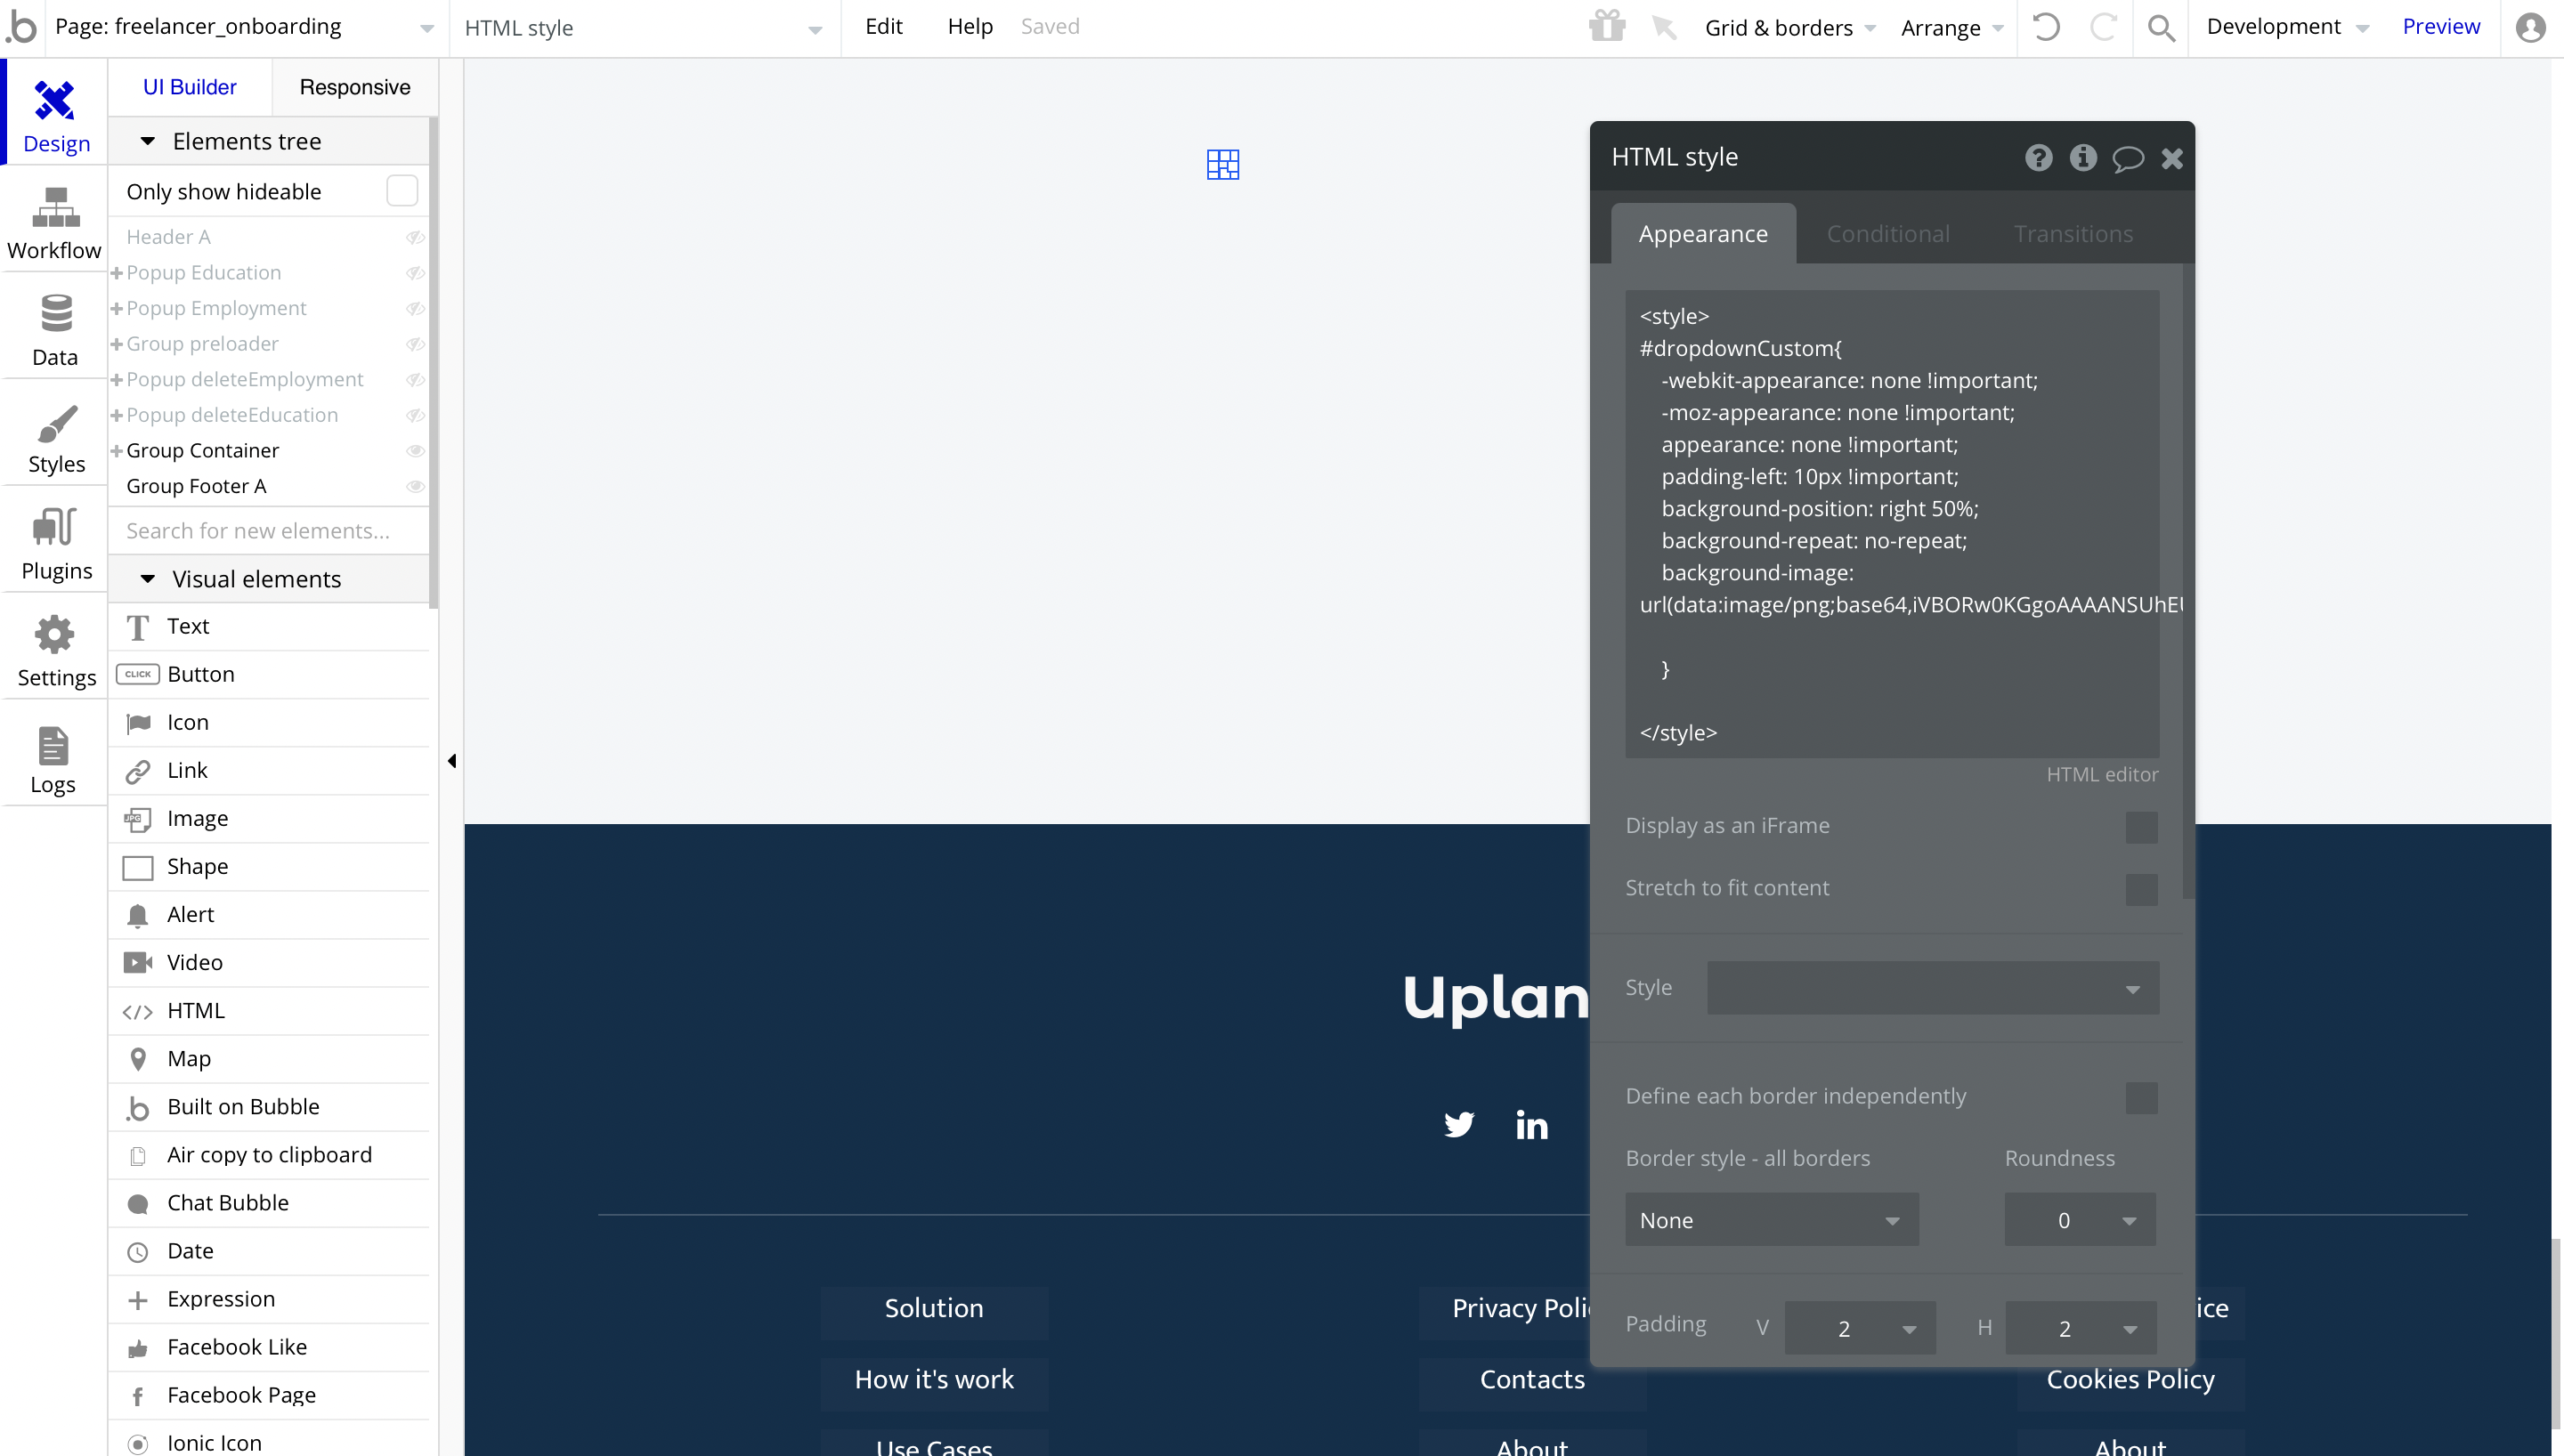 .b
Page: freelancer_onboarding
HTML style
Edit
Help
Saved
Grid & borders
Arrange
Development
Preview
Design
Workflow
Data
Styles
Plugins
Settings
Logs
UI Builder
Responsive
Elements tree
Only show hideable
Header A
Popup Education
Popup Employment
Group preloader
Popup deleteEmployment
Popup deleteEducation
Group Container
Group Footer A
Search for new elements...
Visual elements
Text
CLICK Button
Icon
Link
JPG Image
Shape
Alert
Video
</> HTML
Map
.b Built on Bubble
Air copy to clipboard
Chat Bubble
Date
Expression
Facebook Like
f Facebook Page
Ionic Icon
HTML style
Appearance
Conditional
Transitions
<style>
#dropdownCustom{
-webkit-appearance: none !important;
-moz-appearance: none !important;
appearance: none !important;
padding-left: 10px !important;
background-position: right 50%;
background-repeat: no-repeat;
background-image:
url(data:image/png;base64,iVBORw0KGgoAAAANSUhEU
}
</style>
HTML editor
Display as an iFrame
Stretch to fit content
Style
Define each border independently
Border style - all borders
Roundness
None
0
Padding
V
2
H
2
Uplan
in
Solution
How it's work
Use Cases
Privacy Polic
Contacts
About
ice
Cookies Policy
About